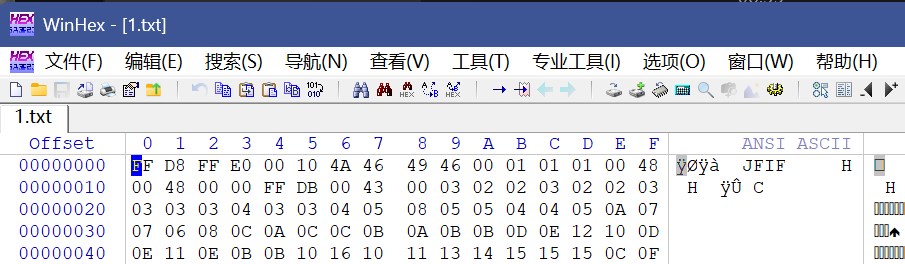 WinHex - [1.txt]
文件(F) 编辑(E) 搜索(S) 导航(N) 查看(V) 工具(T) 专业工具(I) 选项(O) 窗口(W) 帮助(H)
1.txt
Offset 0 1 2 3 4 5 6 7 8 9 A B C D E F ANSI ASCII
00000000 FF D8 FF E0 00 10 4A 46 49 46 00 01 01 01 00 48 ÿØÿà JFIF H
00000010 00 48 00 00 FF DB 00 43 00 03 02 02 03 02 02 03 H ÿÛ C H
00000020 03 03 03 04 03 03 04 05 08 05 05 04 04 05 0A 07
00000030 07 06 08 0C 0A 0C 0C 0B 0A 0B 0B 0D 0E 12 10 0D
00000040 0E 11 0E 0B 0B 10 16 10 11 13 14 15 15 15 0C 0F